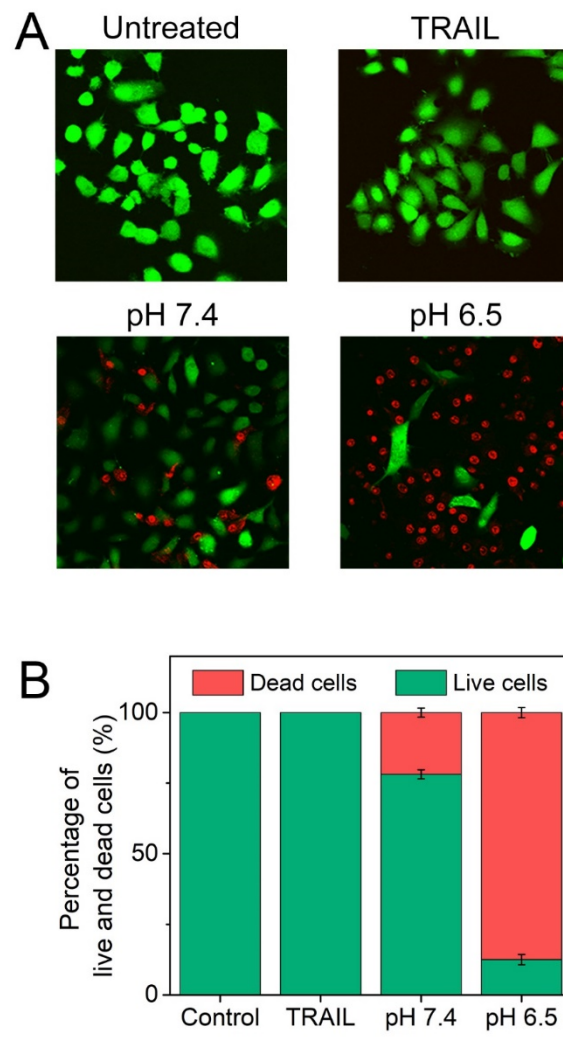 A
Untreated
TRAIL
pH 7.4
pH 6.5
B
Dead cells
Live cells
Percentage of
live and dead cells (%)
100
50
0
Control
TRAIL
pH 7.4
pH 6.5